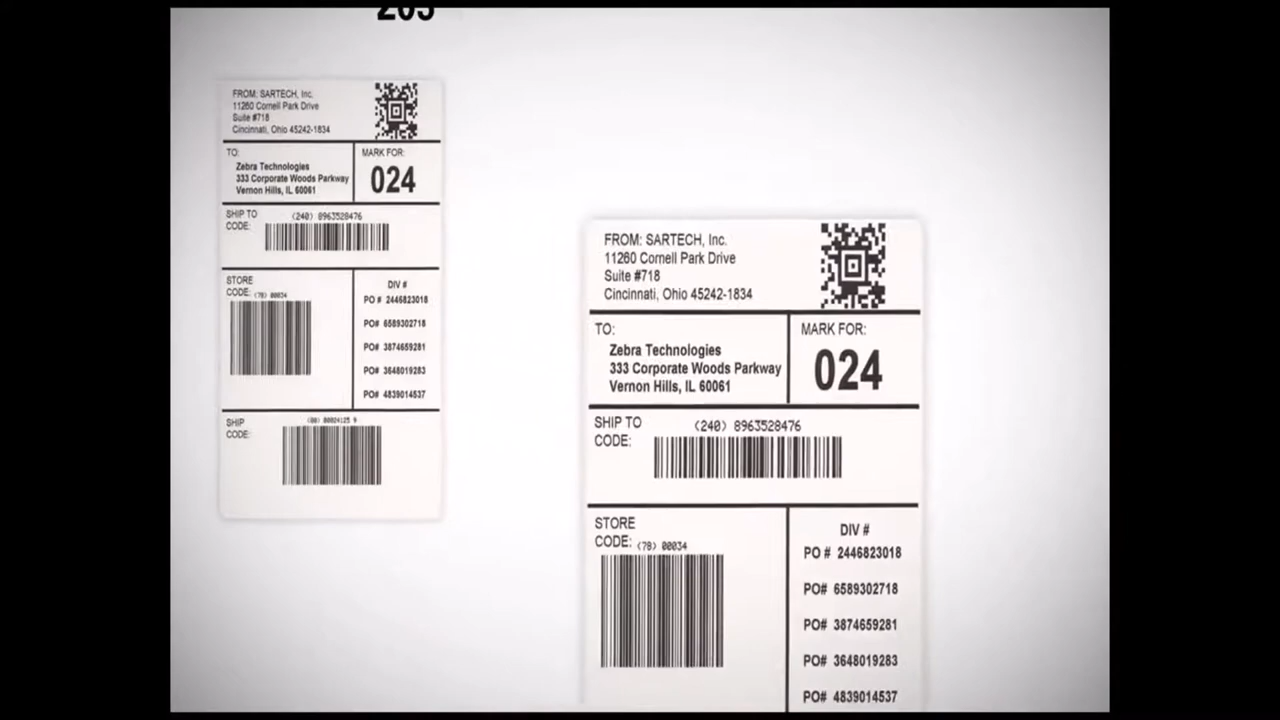 203
FROM: SARTECH, Inc.
11260 Cornell Park Drive
Suite #718
Cincinnati, Ohio 45242-1834
TO:
Zebra Technologies
333 Corporate Woods Parkway
Vernon Hills, IL 60061
MARK FOR:
024
SHIP TO
CODE:
(240) 8963528476
STORE
CODE: (78) 00034
DIV #
PO # 2446823018
PO# 6589302718
PO# 3874659281
PO# 3648019283
PO# 4839014537
SHIP
CODE:
FROM: SARTECH, Inc.
11260 Cornell Park Drive
Suite #718
Cincinnati, Ohio 45242-1834
TO:
Zebra Technologies
333 Corporate Woods Parkway
Vernon Hills, IL 60061
MARK FOR:
024
SHIP TO
CODE:
(240) 8963528476
STORE
CODE: (78) 00034
DIV #
PO # 2446823018
PO# 6589302718
PO# 3874659281
PO# 3648019283
PO# 4839014537